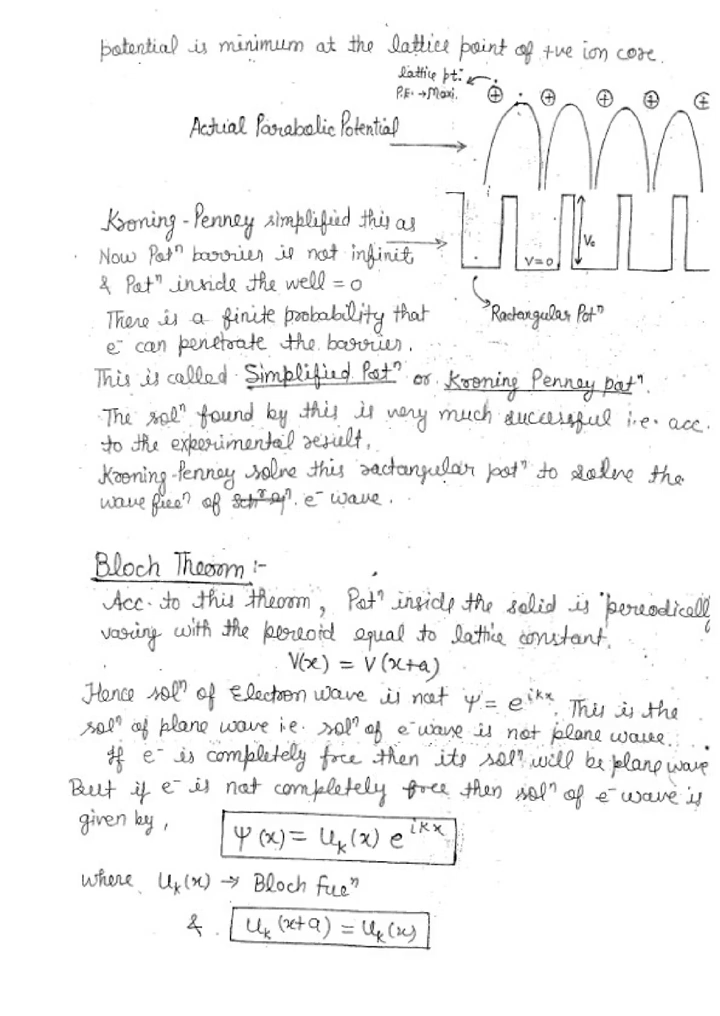 potential is minimum at the lattice point of +ve ion core.
lattice pt.
P.E. → Maxi.
⊕ ⊕ ⊕ ⊕ ⊕
Actual Parabolic Potential
Kroning-Penney simplified this as
Now Potⁿ barrier is not infinit
& Potⁿ inside the well = 0
V=0
V₀
There is a finite probability that
Ractangular Potⁿ
e⁻ can penetrate the barrier.
This is called Simplified Potⁿ or Krooning Penney potⁿ.
The solⁿ found by this is very much successful i.e. acc.
to the experimental result.
Krooning-Penney solve this ractangular potⁿ to solve the
wave fucⁿ of e⁻ wave.
Bloch Theorm :-
Acc. to this theorm, Potⁿ inside the solid is periodicall
varing with the pereoid equal to lattice constant.
V(x) = V(x+a)
Hence solⁿ of Electron wave is not ψ = e^{ikx}. This is the
solⁿ of plane wave i.e. solⁿ of e⁻ wave is not plane wave.
If e⁻ is completely free then its solⁿ will be plane wave
But if e⁻ is not completely free then solⁿ of e⁻ wave is
given by,
ψ(x) = U_k(x) e^{ikx}
where U_k(x) → Bloch fucⁿ
& U_k(x+a) = U_k(x)